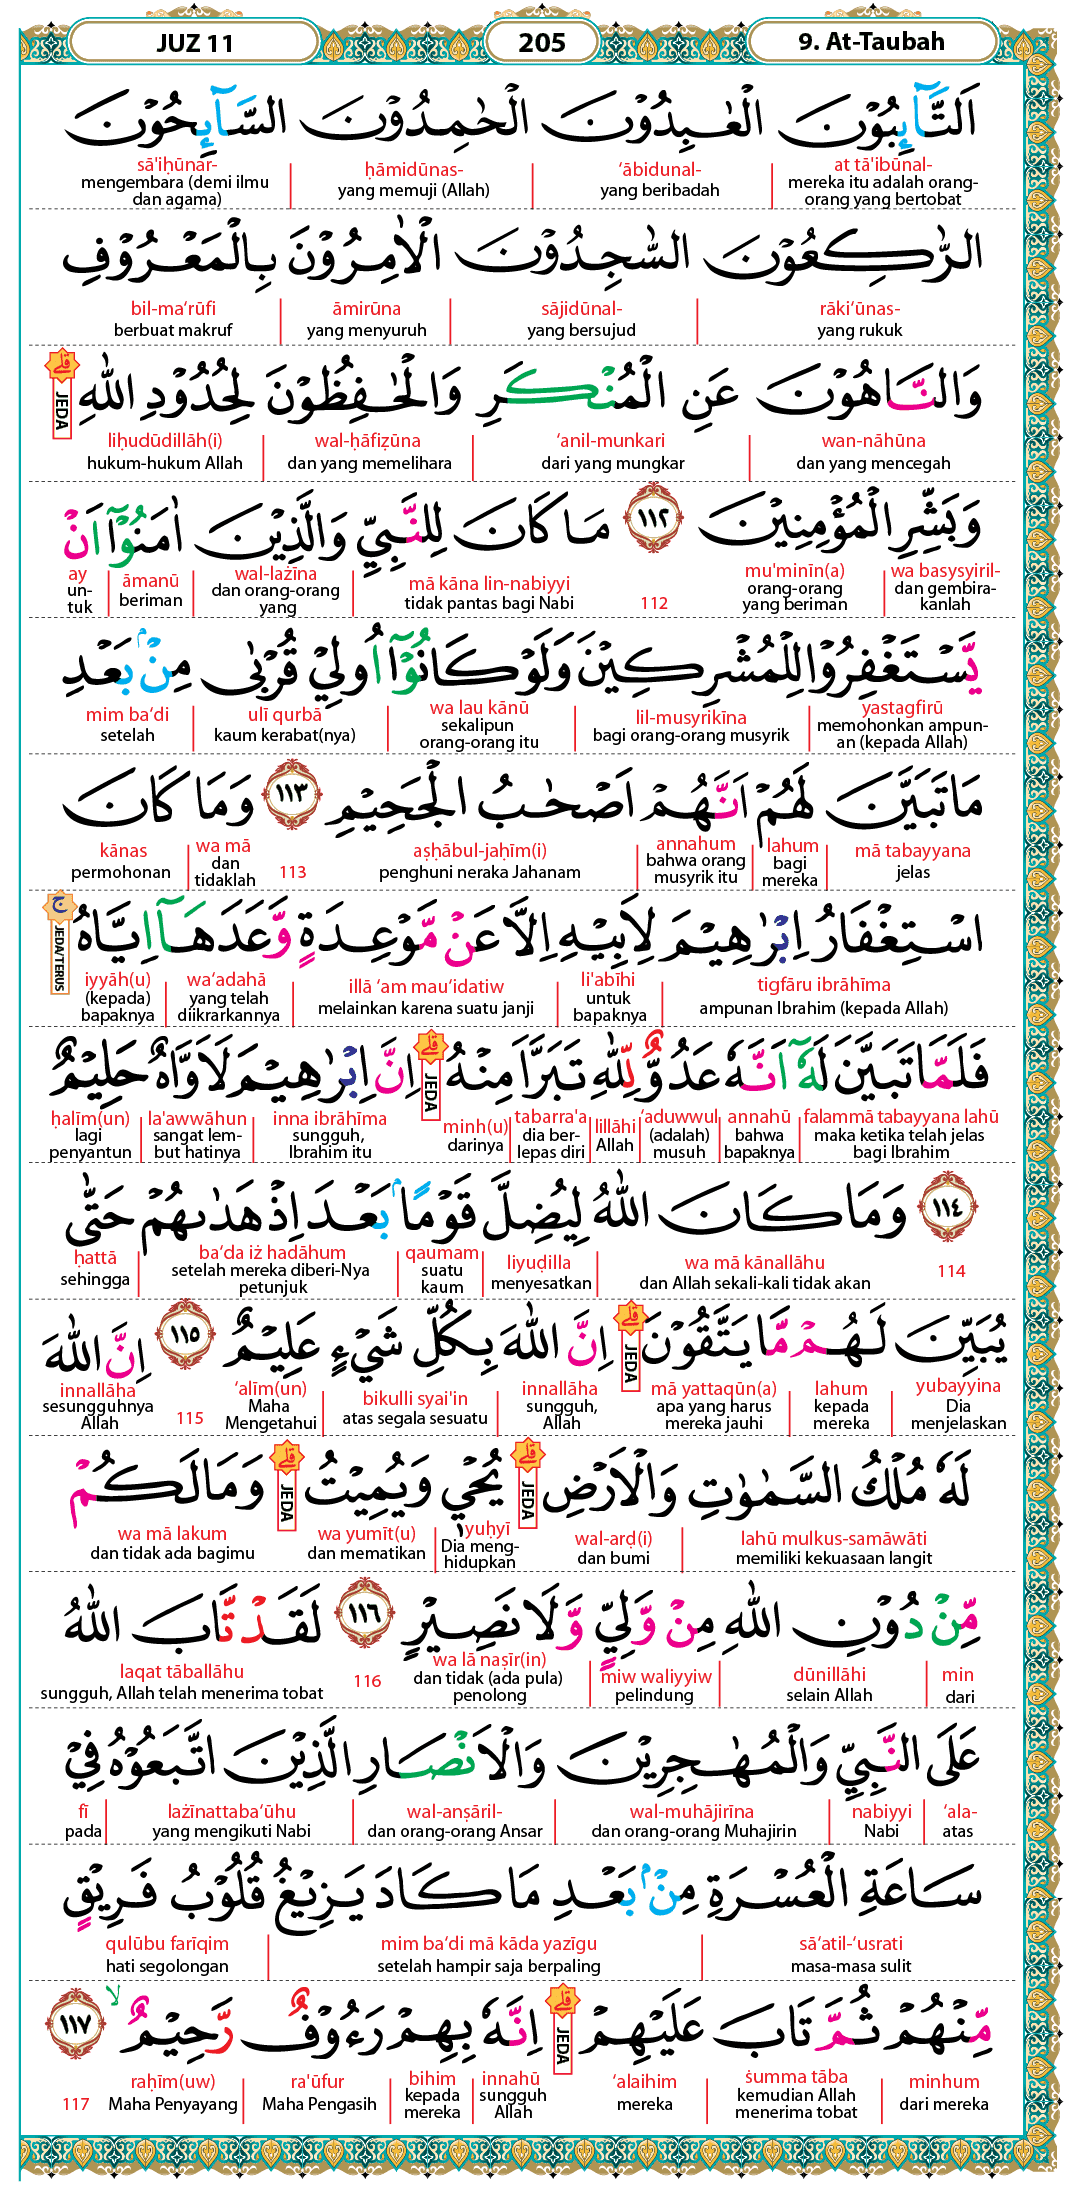 JUZ 11 205 9. At-Taubah
اَلتَّاۤىِٕبُوْنَ الْعٰبِدُوْنَ الْحٰمِدُوْنَ السَّاۤىِٕحُوْنَ
at tā'ibūnal- ‘ābidunal- ḥāmidūnas- sā'iḥūnar-
mereka itu adalah orang-orang yang bertobat yang beribadah yang memuji (Allah) mengembara (demi ilmu dan agama)
الرّٰكِعُوْنَ السّٰجِدُوْنَ الْاٰمِرُوْنَ بِالْمَعْرُوْفِ
rāki‘ūnas- sājidūnal- āmirūna bil-ma‘rūfi
yang rukuk yang bersujud yang menyuruh berbuat makruf
وَالنَّاهُوْنَ عَنِ الْمُنْكَرِ وَالْحٰفِظُوْنَ لِحُدُوْدِ اللّٰهِ ۗ JEDA
wan-nāhūna ‘anil-munkari wal-ḥāfiẓūna liḥudūdillāh(i)
dan yang mencegah dari yang mungkar dan yang memelihara hukum-hukum Allah
وَبَشِّرِ الْمُؤْمِنِيْنَ ١١٢ مَا كَانَ لِلنَّبِيِّ وَالَّذِيْنَ اٰمَنُوْٓا اَنْ
wa basysyiril- mu'minīn(a) 112 mā kāna lin-nabiyyi wal-lażīna āmanū ay
dan gembira-kanlah orang-orang yang beriman tidak pantas bagi Nabi dan orang-orang yang beriman un-tuk
يَّسْتَغْفِرُوْا لِلْمُشْرِكِيْنَ وَلَوْ كَانُوْٓا اُولِيْ قُرْبٰى مِنْۢ بَعْدِ
yastagfirū lil-musyrikīna wa lau kānū ulī qurbā mim ba‘di
memohonkan ampun-an (kepada Allah) bagi orang-orang musyrik sekalipun orang-orang itu kaum kerabat(nya) setelah
مَا تَبَيَّنَ لَهُمْ اَنَّهُمْ اَصْحٰبُ الْجَحِيْمِ ١١٣ وَمَا كَانَ
mā tabayyana lahum annahum aṣḥābul-jaḥīm(i) 113 wa mā kānas
jelas bagi mereka bahwa orang musyrik itu penghuni neraka Jahanam dan tidaklah permohonan
اسْتِغْفَارُ اِبْرٰهِيْمَ لِاَبِيْهِ اِلَّا عَنْ مَّوْعِدَةٍ وَّعَدَهَآ اِيَّاهُ ۚ JEDA/TERUS
tigfāru ibrāhīma li'abīhi illā ‘am mau‘idatiw wa‘adahā iyyāh(u)
ampunan Ibrahim (kepada Allah) untuk bapaknya melainkan karena suatu janji yang telah diikrarkannya (kepada) bapaknya
فَلَمَّا تَبَيَّنَ لَهٗٓ اَنَّهٗ عَدُوٌّ لِّلّٰهِ تَبَرَّاَ مِنْهُ ۗ JEDA اِنَّ اِبْرٰهِيْمَ لَاَوَّاهٌ حَلِيْمٌ
falammā tabayyana lahū annahū ‘aduwwul lillāhi tabarra'a minh(u) inna ibrāhīma la'awwāhun ḥalīm(un)
maka ketika telah jelas bagi Ibrahim bahwa bapaknya (adalah) musuh Allah dia ber-lepas diri darinya sungguh, Ibrahim itu sangat lem-but hatinya lagi penyantun
١١٤ وَمَا كَانَ اللّٰهُ لِيُضِلَّ قَوْمًاۢ بَعْدَ اِذْ هَدٰىهُمْ حَتّٰى
114 wa mā kānallāhu liyuḍilla qaumam ba‘da iż hadāhum ḥattā
dan Allah sekali-kali tidak akan menyesatkan suatu kaum setelah mereka diberi-Nya petunjuk sehingga
يُبَيِّنَ لَهُمْ مَّا يَتَّقُوْنَ ۗ JEDA اِنَّ اللّٰهَ بِكُلِّ شَيْءٍ عَلِيْمٌ ١١٥ اِنَّ اللّٰهَ
yubayyina lahum mā yattaqūn(a) innallāha bikulli syai'in ‘alīm(un) 115 innallāha
Dia menjelaskan kepada mereka apa yang harus mereka jauhi sungguh, Allah atas segala sesuatu Maha Mengetahui sesungguhnya Allah
لَهٗ مُلْكُ السَّمٰوٰتِ وَالْاَرْضِ ۗ JEDA يُحْيٖ وَيُمِيْتُ ۗ JEDA وَمَا لَكُمْ
lahū mulkus-samāwāti wal-arḍ(i) yuḥyī wa yumīt(u) wa mā lakum
memiliki kekuasaan langit dan bumi Dia meng-hidupkan dan mematikan dan tidak ada bagimu
مِّنْ دُوْنِ اللّٰهِ مِنْ وَّلِيٍّ وَّلَا نَصِيْرٍ ١١٦ لَقَدْ تَّابَ اللّٰهُ
min dūnillāhi miw waliyyiw wa lā naṣīr(in) 116 laqat tāballāhu
dari selain Allah pelindung dan tidak (ada pula) penolong sungguh, Allah telah menerima tobat
عَلَى النَّبِيِّ وَالْمُهٰجِرِيْنَ وَالْاَنْصَارِ الَّذِيْنَ اتَّبَعُوْهُ فِيْ
‘ala- nabiyyi wal-muhājirīna wal-anṣāril- lażīnattaba‘ūhu fī
atas Nabi dan orang-orang Muhajirin dan orang-orang Ansar yang mengikuti Nabi pada
سَاعَةِ الْعُسْرَةِ مِنْۢ بَعْدِ مَا كَادَ يَزِيْغُ قُلُوْبُ فَرِيْقٍ
sā‘atil-‘usrati mim ba‘di mā kāda yazīgu qulūbu farīqim
masa-masa sulit setelah hampir saja berpaling hati segolongan
مِّنْهُمْ ثُمَّ تَابَ عَلَيْهِمْ ۗ JEDA اِنَّهٗ بِهِمْ رَءُوْفٌ رَّحِيْمٌ ۙ ١١٧
minhum ṡumma tāba ‘alaihim innahū bihim ra'ūfur raḥīm(uw) 117
dari mereka kemudian Allah menerima tobat mereka sungguh Allah kepada mereka Maha Pengasih Maha Penyayang